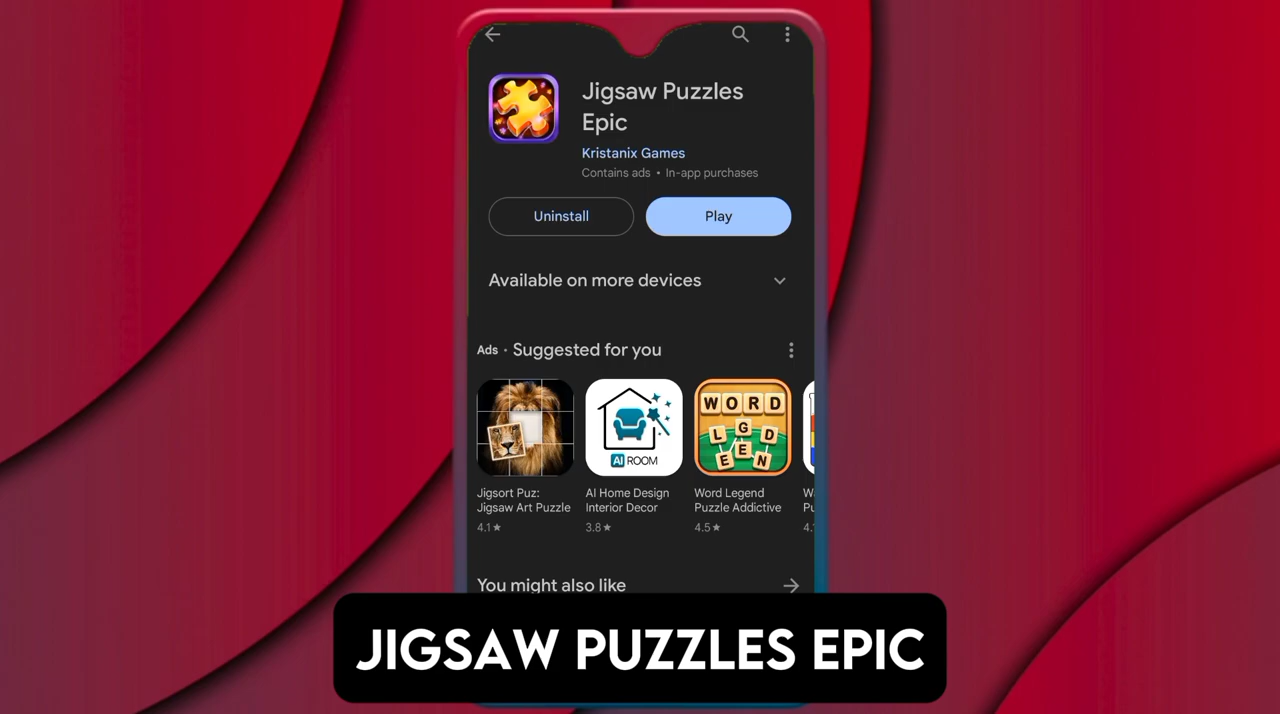 Jigsaw Puzzles
Epic
Kristanix Games
Contains ads • In-app purchases
Uninstall
Play
Available on more devices
Ads · Suggested for you
WORD
L G D
E E N
AI ROOM
Jigsort Puz:
Jigsaw Art Puzzle
4.1★
AI Home Design
Interior Decor
3.8★
Word Legend
Puzzle Addictive
4.5★
You might also like
JIGSAW PUZZLES EPIC